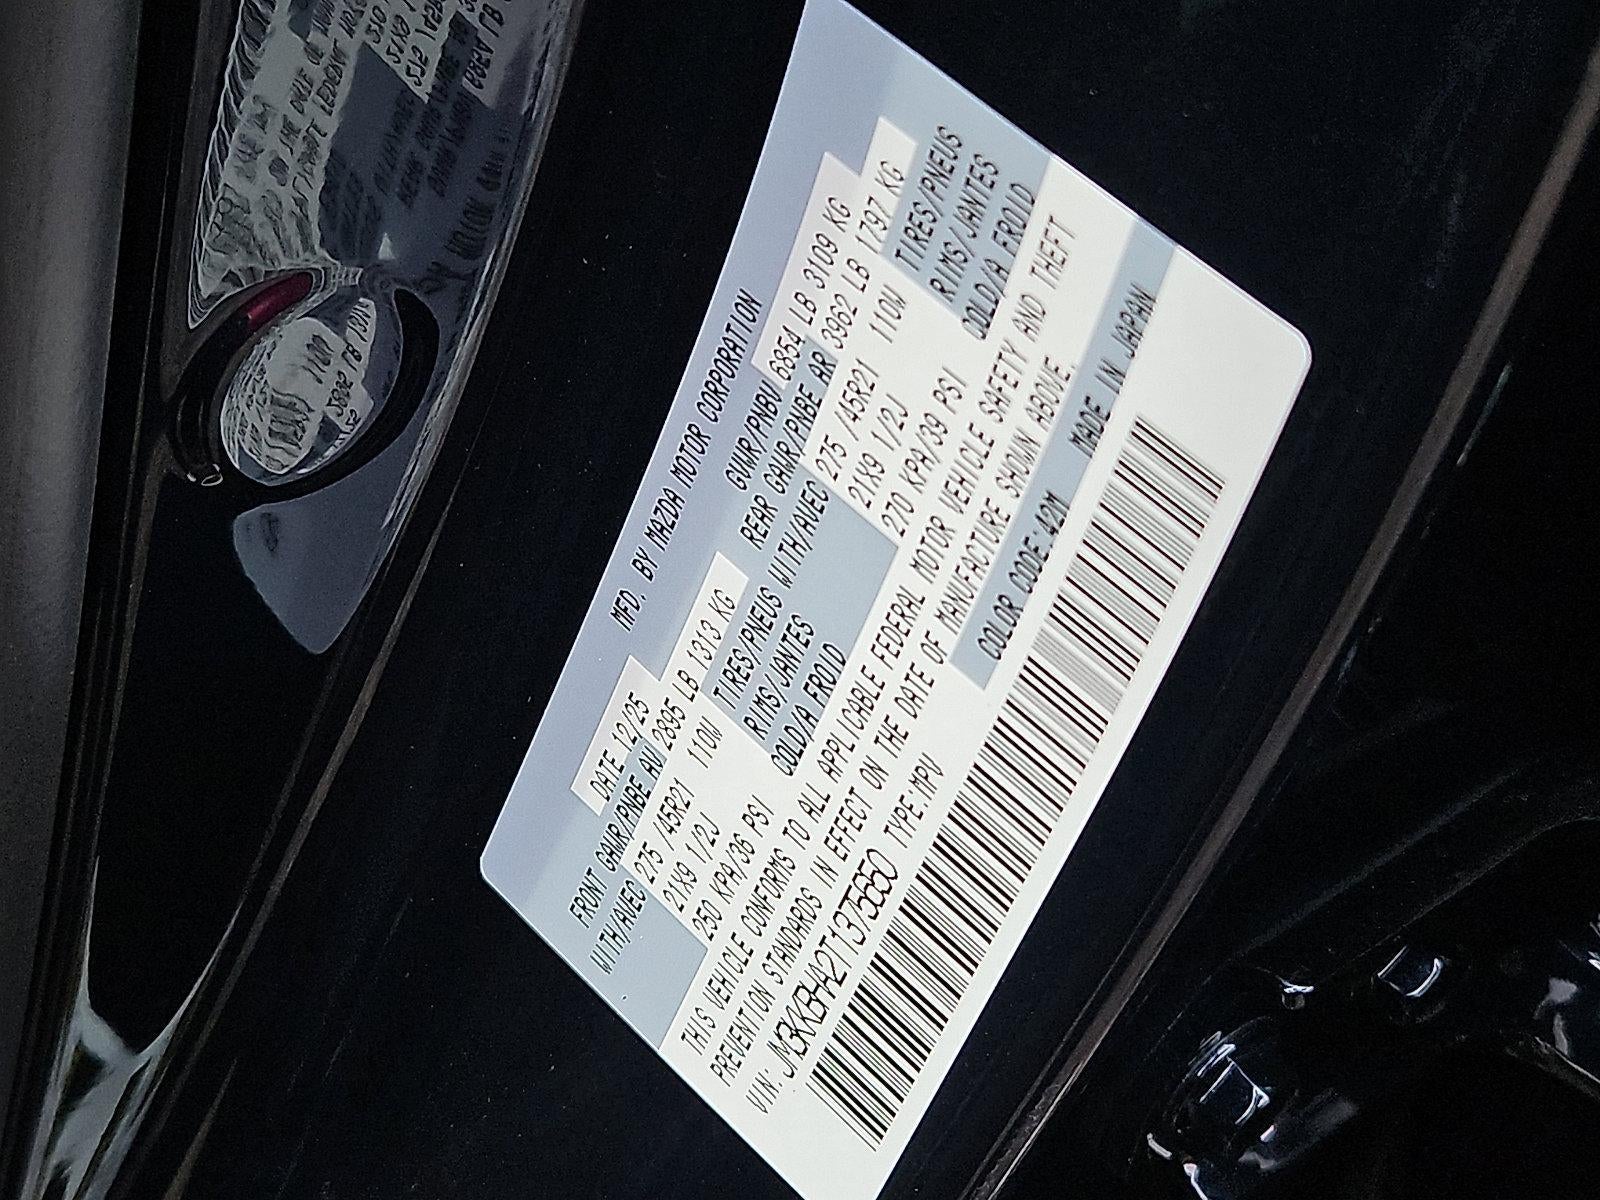 MFD. BY MAZDA MOTOR CORPORATION
DATE 12/25 GVWR/PNBV 6854 LB 3109 KG
FRONT GAWR/PNBE AV 2895 LB 1313 KG REAR GAWR/PNBE AR 3962 LB 1797 KG
WITH/AVEC 275 /45R21 110W TIRES/PNEUS WITH/AVEC 275 /45R21 110W TIRES/PNEUS
21X9 1/2J RIMS/JANTES 21X9 1/2J RIMS/JANTES
250 KPA/36 PSI COLD/A FROID 270 KPA/39 PSI COLD/A FROID
THIS VEHICLE CONFORMS TO ALL APPLICABLE FEDERAL MOTOR VEHICLE SAFETY AND THEFT
PREVENTION STANDARDS IN EFFECT ON THE DATE OF MANUFACTURE SHOWN ABOVE.
VIN: JM3KKBHA2T1375650 TYPE:MPV COLOR CODE:42M MADE IN JAPAN